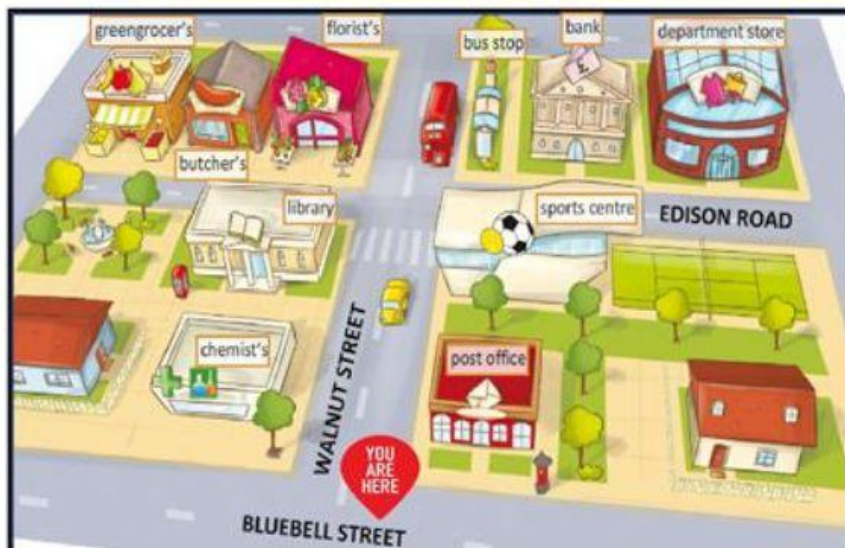 greengrocer's
florist's
bus stop
bank
department store
£
butcher's
library
sports centre
EDISON ROAD
chemist's
WALNUT STREET
post office
YOU
ARE
HERE
BLUEBELL STREET